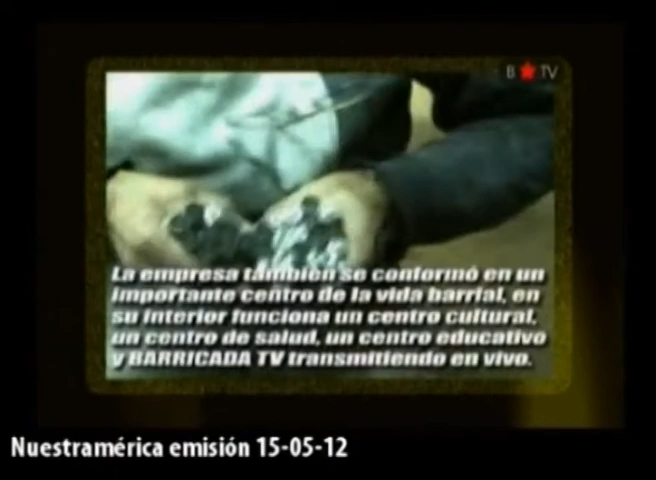 B TV
La empresa también se conformó en un
importante centro de la vida barrial, en
su interior funciona un centro cultural,
un centro de salud, un centro educativo
y BARRICADA TV transmitiendo en vivo.
Nuestramérica emisión 15-05-12